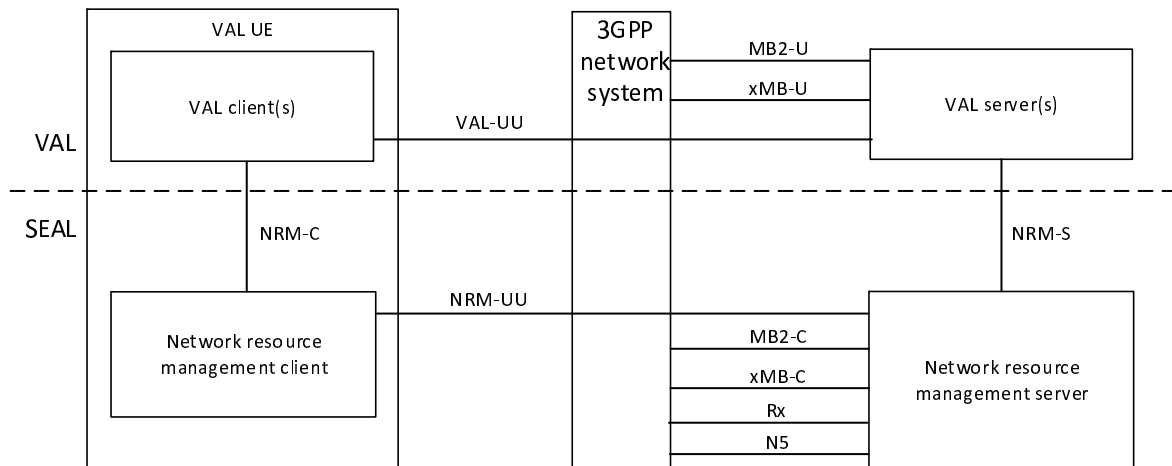 VAL UE
VAL client(s)
3GPP
network
system
MB2-U
xMB-U
VAL server(s)
VAL-UU
VAL
SEAL
NRM-C
NRM-S
NRM-UU
Network resource
management client
MB2-C
xMB-C
Rx
N5
Network resource
management server